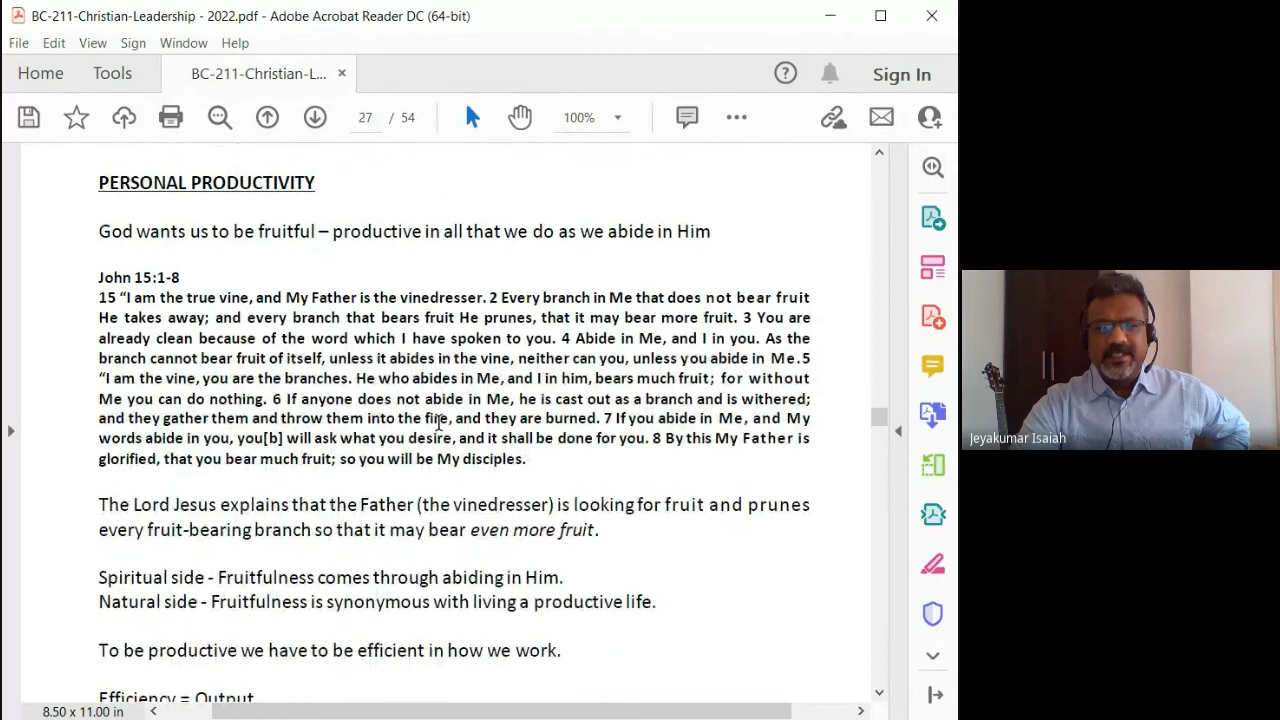 BC-211-Christian-Leadership - 2022.pdf - Adobe Acrobat Reader DC (64-bit)
File Edit View Sign Window Help
Home Tools BC-211-Christian-L... Sign In
27 / 54 100%
PERSONAL PRODUCTIVITY
God wants us to be fruitful – productive in all that we do as we abide in Him
John 15:1-8
15 “I am the true vine, and My Father is the vinedresser. 2 Every branch in Me that does not bear fruit
He takes away; and every branch that bears fruit He prunes, that it may bear more fruit. 3 You are
already clean because of the word which I have spoken to you. 4 Abide in Me, and I in you. As the
branch cannot bear fruit of itself, unless it abides in the vine, neither can you, unless you abide in Me.5
“I am the vine, you are the branches. He who abides in Me, and I in him, bears much fruit; for without
Me you can do nothing. 6 If anyone does not abide in Me, he is cast out as a branch and is withered;
and they gather them and throw them into the fire, and they are burned. 7 If you abide in Me, and My
words abide in you, you[b] will ask what you desire, and it shall be done for you. 8 By this My Father is
glorified, that you bear much fruit; so you will be My disciples.
Jeyakumar Isaiah
The Lord Jesus explains that the Father (the vinedresser) is looking for fruit and prunes
every fruit-bearing branch so that it may bear even more fruit.
Spiritual side - Fruitfulness comes through abiding in Him.
Natural side - Fruitfulness is synonymous with living a productive life.
To be productive we have to be efficient in how we work.
Efficiency = Output
8.50 x 11.00 in